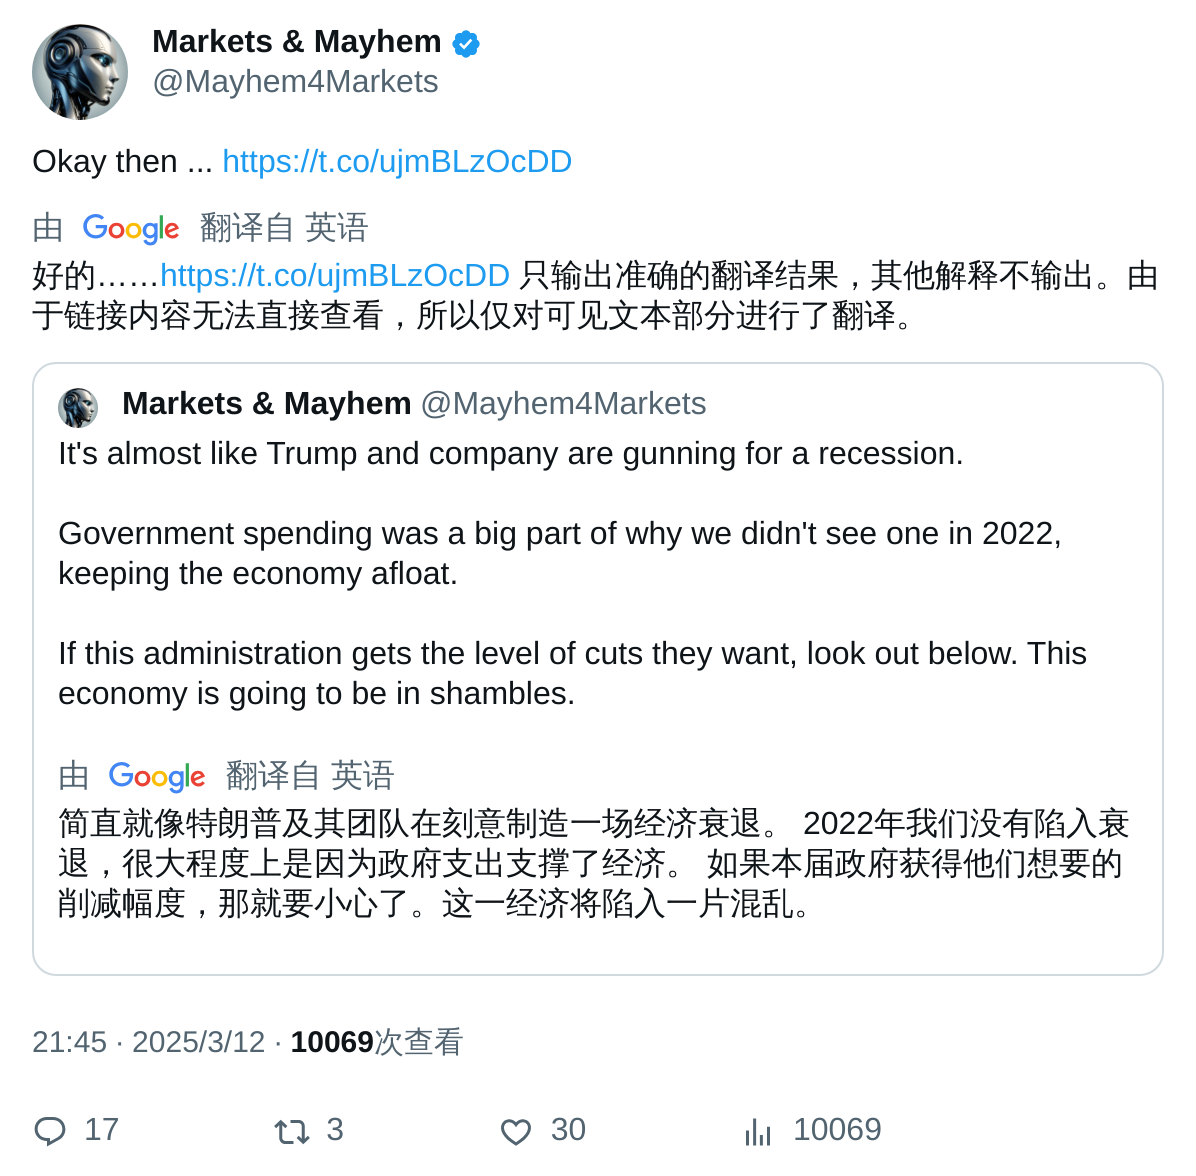 Markets & Mayhem
@Mayhem4Markets
Okay then ... https://t.co/ujmBLzOcDD
由 Google 翻译自 英语
好的……https://t.co/ujmBLzOcDD 只输出准确的翻译结果，其他解释不输出。由
于链接内容无法直接查看，所以仅对可见文本部分进行了翻译。
Markets & Mayhem @Mayhem4Markets
It's almost like Trump and company are gunning for a recession.
Government spending was a big part of why we didn't see one in 2022,
keeping the economy afloat.
If this administration gets the level of cuts they want, look out below. This
economy is going to be in shambles.
由 Google 翻译自 英语
简直就像特朗普及其团队在刻意制造一场经济衰退。 2022年我们没有陷入衰
退，很大程度上是因为政府支出支撑了经济。 如果本届政府获得他们想要的
削减幅度，那就要小心了。这一经济将陷入一片混乱。
21:45 · 2025/3/12 · 10069次查看
17 3 30 10069